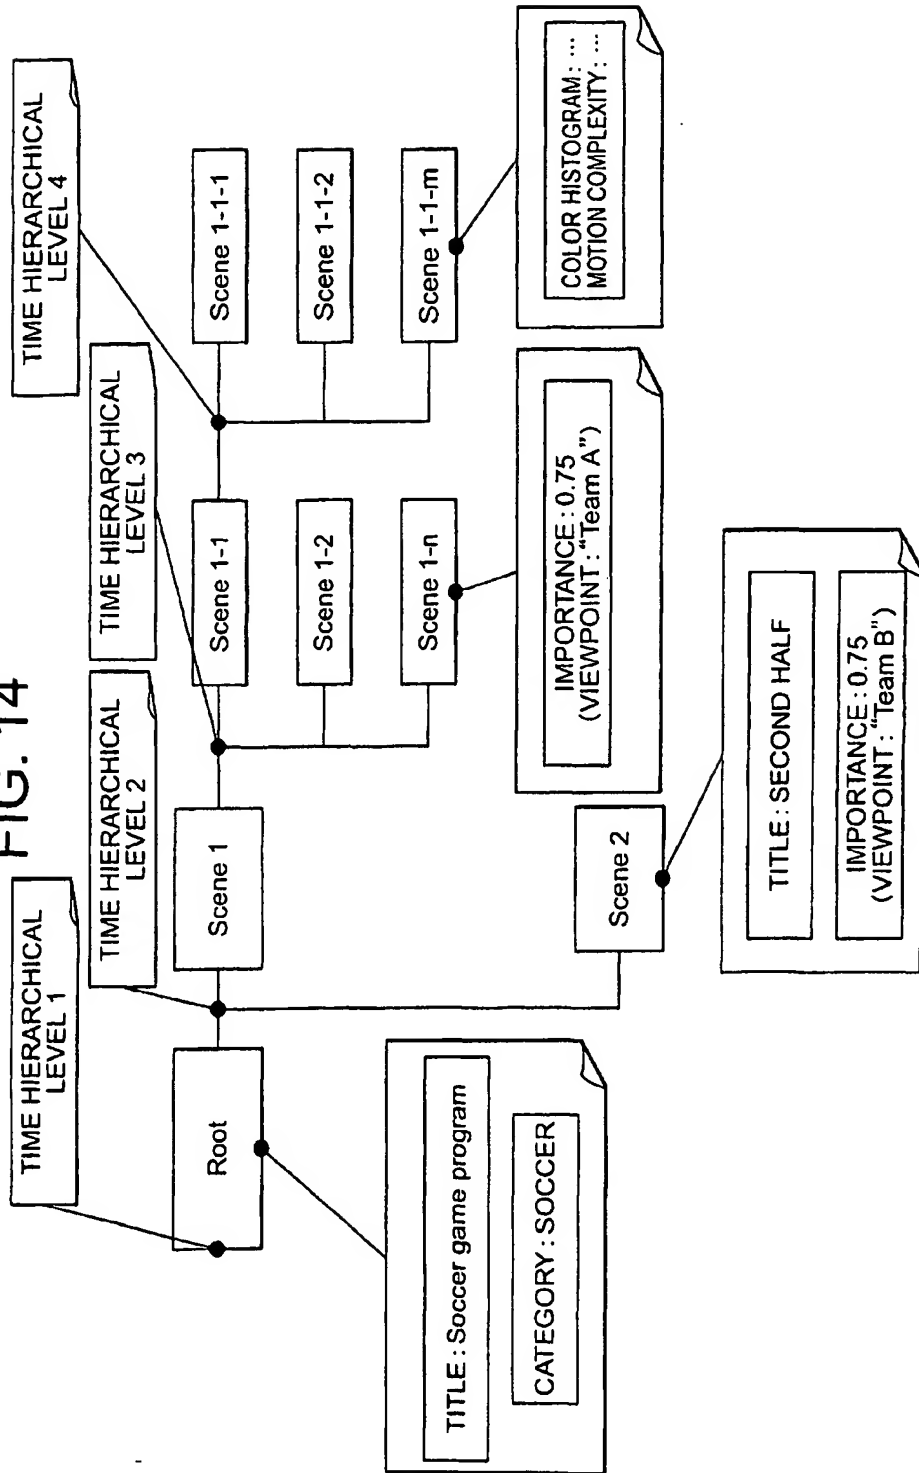 FIG. 14
TIME HIERARCHICAL
LEVEL 1
TIME HIERARCHICAL
LEVEL 2
TIME HIERARCHICAL
LEVEL 3
TIME HIERARCHICAL
LEVEL 4
Root
Scene 1
Scene 1-1
Scene 1-1-1
Scene 1-2
Scene 1-1-2
Scene 1-n
Scene 1-1-m
TITLE : Soccer game program
CATEGORY : SOCCER
Scene 2
IMPORTANCE : 0.75
(VIEWPOINT : “Team A”)
COLOR HISTOGRAM : ...
MOTION COMPLEXITY : ...
TITLE : SECOND HALF
IMPORTANCE : 0.75
(VIEWPOINT : “Team B”)